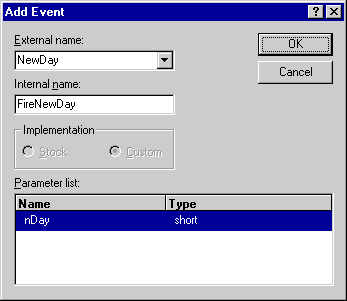 Add Event
External name:
OK
NewDay
Cancel
Internal name:
FireNewDay
Implementation
Stock Custom
Parameter list:
Name Type
nDay short